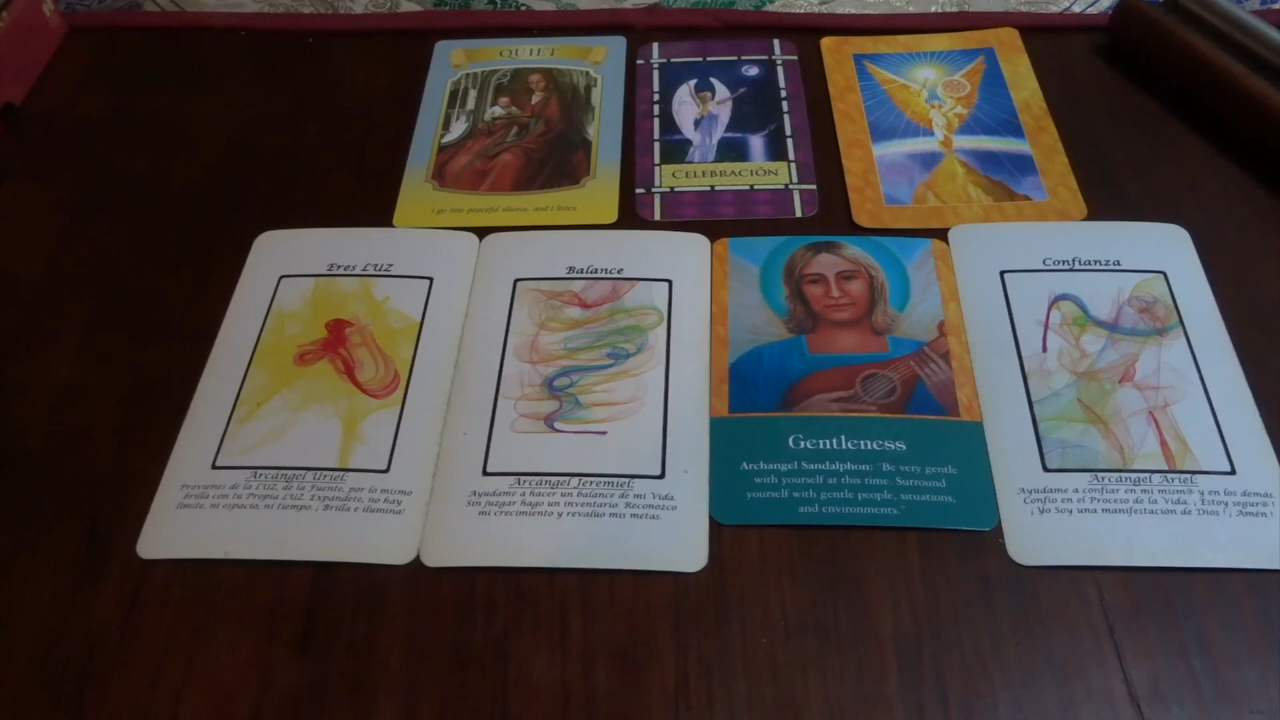 QUIET
I go into peaceful silence, and I listen.
CELEBRACIÓN
Eres LUZ
Arcángel Uriel:
Provienes de la LUZ, de la Fuente, por lo mismo
brilla con tu Propia LUZ. Expándete, no hay
límite, ni espacio, ni tiempo. ¡ Brilla e ilumina!
Balance
Arcángel Jeremiel:
Ayúdame a hacer un balance de mi Vida.
Sin juzgar hago un inventario. Reconozco
mi crecimiento y revalúo mis metas.
Gentleness
Archangel Sandalphon: "Be very gentle
with yourself at this time. Surround
yourself with gentle people, situations,
and environments."
Confianza
Arcángel Ariel:
Ayúdame a confiar en mí mism@ y en los demás.
Confío en el Proceso de la Vida. ¡ Estoy segur@ !
¡ Yo Soy una manifestación de Dios ! ¡ Amén !